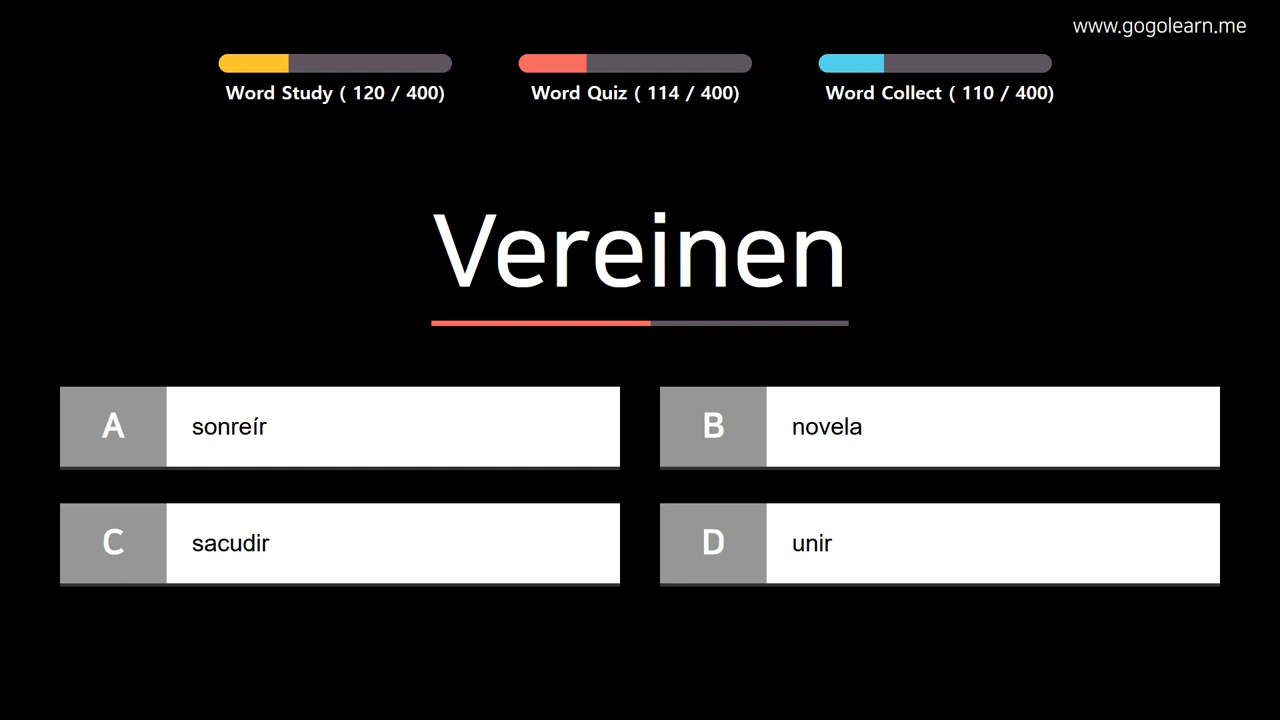 www.gogolearn.me
Word Study ( 120 / 400)
Word Quiz ( 114 / 400)
Word Collect ( 110 / 400)
Vereinen
A sonreír
B novela
C sacudir
D unir